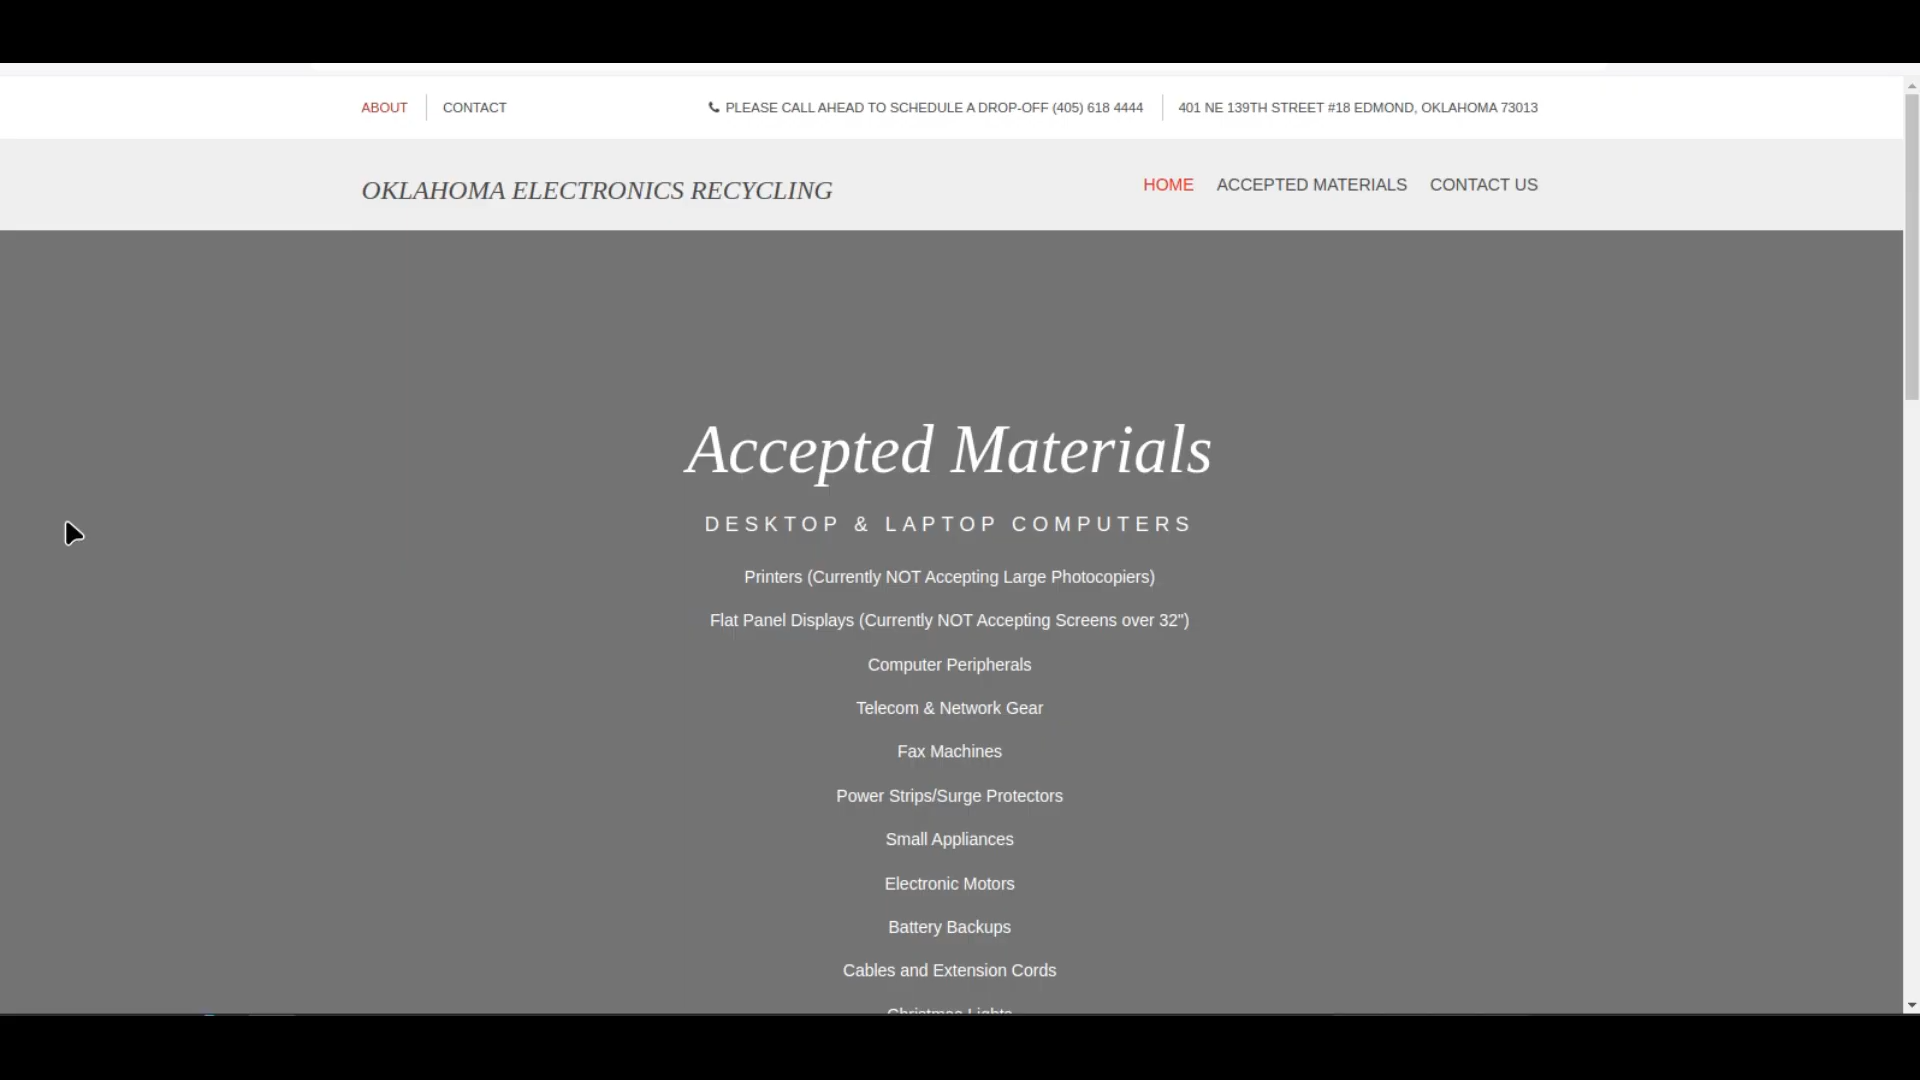 ABOUT
CONTACT
PLEASE CALL AHEAD TO SCHEDULE A DROP-OFF (405) 618 4444
401 NE 139TH STREET #18 EDMOND, OKLAHOMA 73013
OKLAHOMA ELECTRONICS RECYCLING
HOME
ACCEPTED MATERIALS
CONTACT US
Accepted Materials
DESKTOP & LAPTOP COMPUTERS
Printers (Currently NOT Accepting Large Photocopiers)
Flat Panel Displays (Currently NOT Accepting Screens over 32")
Computer Peripherals
Telecom & Network Gear
Fax Machines
Power Strips/Surge Protectors
Small Appliances
Electronic Motors
Battery Backups
Cables and Extension Cords
Christmas Lights